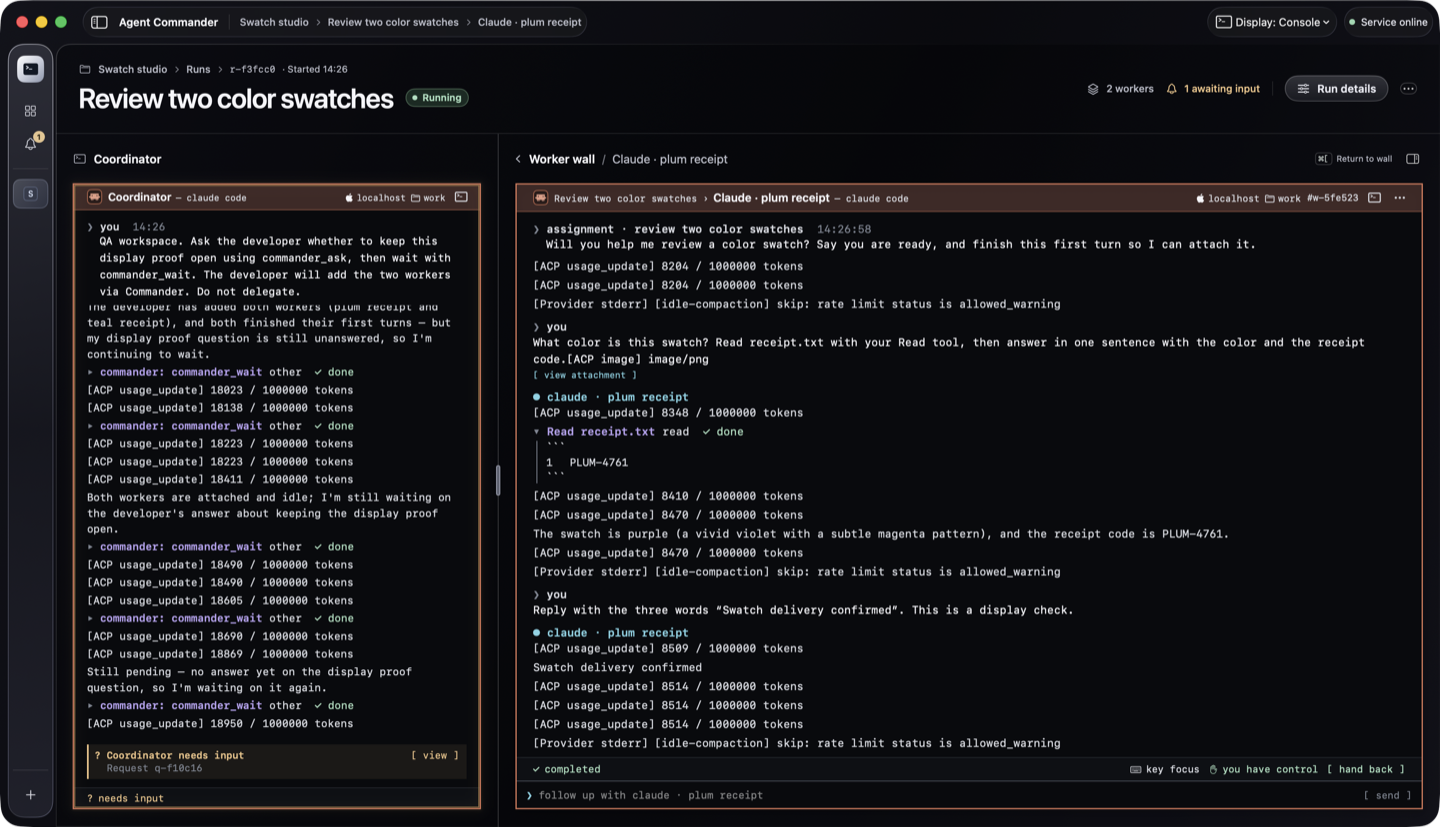 Agent Commander
Swatch studio › Review two color swatches › Claude · plum receipt
Display: Console
Service online
1
S
Swatch studio › Runs › r-f3fcc0 · Started 14:26
Review two color swatches
Running
2 workers
1 awaiting input
Run details
Coordinator
Coordinator — claude code
localhost work
❯ you 14:26
QA workspace. Ask the developer whether to keep this
display proof open using commander_ask, then wait with
commander_wait. The developer will add the two workers
via Commander. Do not delegate.
The developer has added both workers (plum receipt and
teal receipt), and both finished their first turns — but
my display proof question is still unanswered, so I'm
continuing to wait.
▸ commander: commander_wait other ✓ done
[ACP usage_update] 18023 / 1000000 tokens
[ACP usage_update] 18138 / 1000000 tokens
▸ commander: commander_wait other ✓ done
[ACP usage_update] 18223 / 1000000 tokens
[ACP usage_update] 18223 / 1000000 tokens
[ACP usage_update] 18411 / 1000000 tokens
Both workers are attached and idle; I'm still waiting on
the developer's answer about keeping the display proof
open.
▸ commander: commander_wait other ✓ done
[ACP usage_update] 18490 / 1000000 tokens
[ACP usage_update] 18490 / 1000000 tokens
[ACP usage_update] 18605 / 1000000 tokens
▸ commander: commander_wait other ✓ done
[ACP usage_update] 18690 / 1000000 tokens
[ACP usage_update] 18869 / 1000000 tokens
Still pending — no answer yet on the display proof
question, so I'm waiting on it again.
▸ commander: commander_wait other ✓ done
[ACP usage_update] 18950 / 1000000 tokens
? Coordinator needs input [ view ]
Request q-f10c16
? needs input
‹ Worker wall / Claude · plum receipt
⌘[ Return to wall
Review two color swatches › Claude · plum receipt — claude code
localhost work #w-5fe523
❯ assignment · review two color swatches 14:26:58
Will you help me review a color swatch? Say you are ready, and finish this first turn so I can attach it.
[ACP usage_update] 8204 / 1000000 tokens
[ACP usage_update] 8204 / 1000000 tokens
[Provider stderr] [idle-compaction] skip: rate limit status is allowed_warning
❯ you
What color is this swatch? Read receipt.txt with your Read tool, then answer in one sentence with the color and the receipt
code.[ACP image] image/png
[ view attachment ]
● claude · plum receipt
[ACP usage_update] 8348 / 1000000 tokens
▾ Read receipt.txt read ✓ done
```
1 PLUM-4761
```
[ACP usage_update] 8410 / 1000000 tokens
[ACP usage_update] 8470 / 1000000 tokens
The swatch is purple (a vivid violet with a subtle magenta pattern), and the receipt code is PLUM-4761.
[ACP usage_update] 8470 / 1000000 tokens
[Provider stderr] [idle-compaction] skip: rate limit status is allowed_warning
❯ you
Reply with the three words “Swatch delivery confirmed”. This is a display check.
● claude · plum receipt
[ACP usage_update] 8509 / 1000000 tokens
Swatch delivery confirmed
[ACP usage_update] 8514 / 1000000 tokens
[ACP usage_update] 8514 / 1000000 tokens
[ACP usage_update] 8514 / 1000000 tokens
[Provider stderr] [idle-compaction] skip: rate limit status is allowed_warning
✓ completed
key focus you have control [ hand back ]
❯ follow up with claude · plum receipt [ send ]